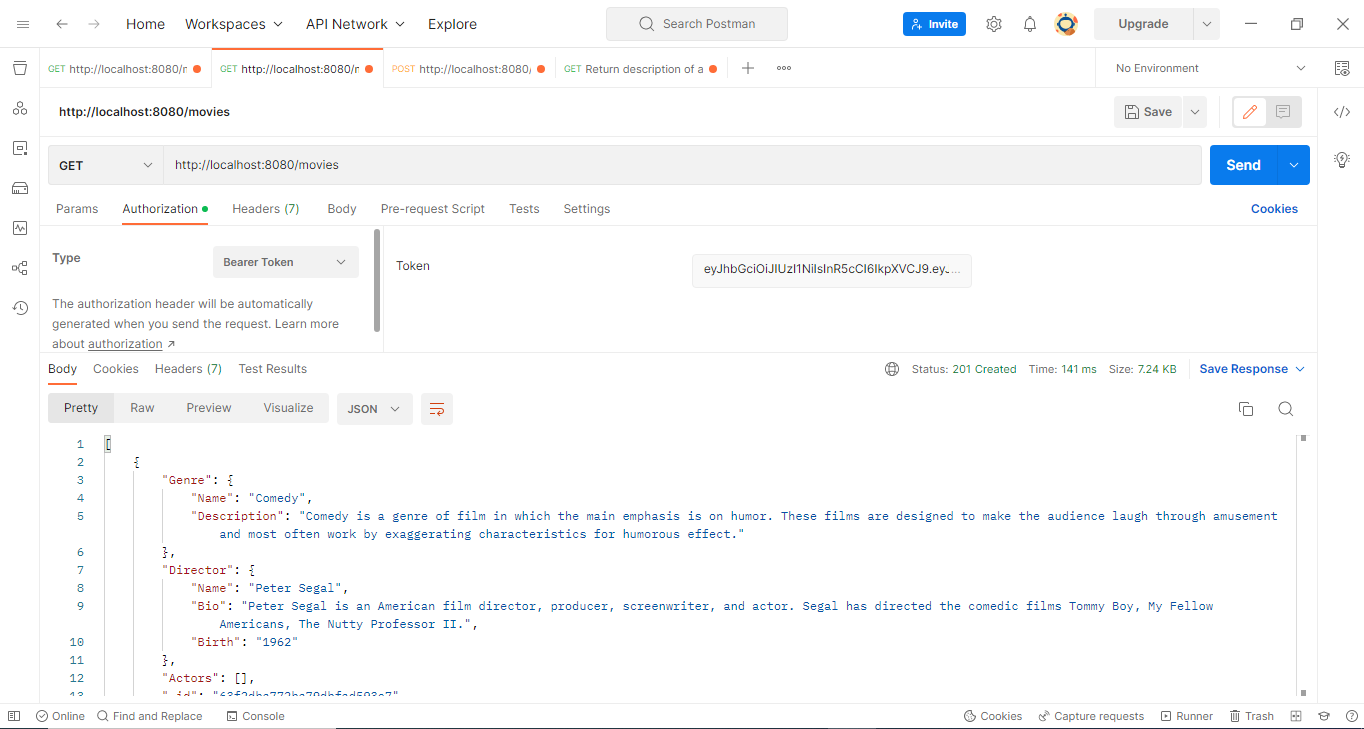 Home Workspaces API Network Explore Search Postman Invite Upgrade
GET http://localhost:8080/r GET http://localhost:8080/r POST http://localhost:8080/ GET Return description of a No Environment
http://localhost:8080/movies Save
GET http://localhost:8080/movies Send
Params Authorization Headers (7) Body Pre-request Script Tests Settings Cookies
Type Bearer Token Token eyJhbGciOiJIUzI1NiIsInR5cCI6IkpXVCJ9.eyJ...
The authorization header will be automatically
generated when you send the request. Learn more
about authorization ↗
Body Cookies Headers (7) Test Results Status: 201 Created Time: 141 ms Size: 7.24 KB Save Response
Pretty Raw Preview Visualize JSON
1 [
2 {
3 "Genre": {
4 "Name": "Comedy",
5 "Description": "Comedy is a genre of film in which the main emphasis is on humor. These films are designed to make the audience laugh through amusement
and most often work by exaggerating characteristics for humorous effect."
6 },
7 "Director": {
8 "Name": "Peter Segal",
9 "Bio": "Peter Segal is an American film director, producer, screenwriter, and actor. Segal has directed the comedic films Tommy Boy, My Fellow
Americans, The Nutty Professor II.",
10 "Birth": "1962"
11 },
12 "Actors": [],
13
Online Find and Replace Console Cookies Capture requests Runner Trash